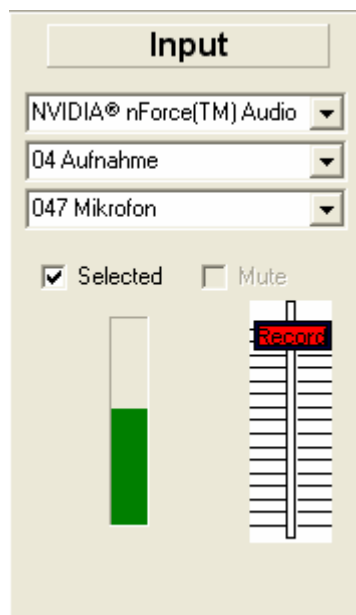 Input
NVIDIA® nForce(TM) Audio
04 Aufnahme
047 Mikrofon
Selected Mute
Record